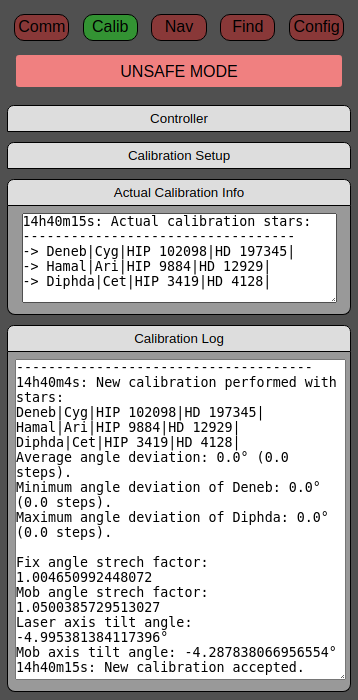 Comm Calib Nav Find Config
UNSAFE MODE
Controller
Calibration Setup
Actual Calibration Info
14h40m15s: Actual calibration stars:
----------------------------------
-> Deneb|Cyg|HIP 102098|HD 197345|
-> Hamal|Ari|HIP 9884|HD 12929|
-> Diphda|Cet|HIP 3419|HD 4128|
Calibration Log
-------------------------------------
14h40m4s: New calibration performed with
stars:
Deneb|Cyg|HIP 102098|HD 197345|
Hamal|Ari|HIP 9884|HD 12929|
Diphda|Cet|HIP 3419|HD 4128|
Average angle deviation: 0.0° (0.0
steps).
Minimum angle deviation of Deneb: 0.0°
(0.0 steps).
Maximum angle deviation of Diphda: 0.0°
(0.0 steps).
Fix angle strech factor:
1.004650992448072
Mob angle strech factor:
1.0500385729513027
Laser axis tilt angle:
-4.995381384117396°
Mob axis tilt angle: -4.287838066956554°
14h40m15s: New calibration accepted.